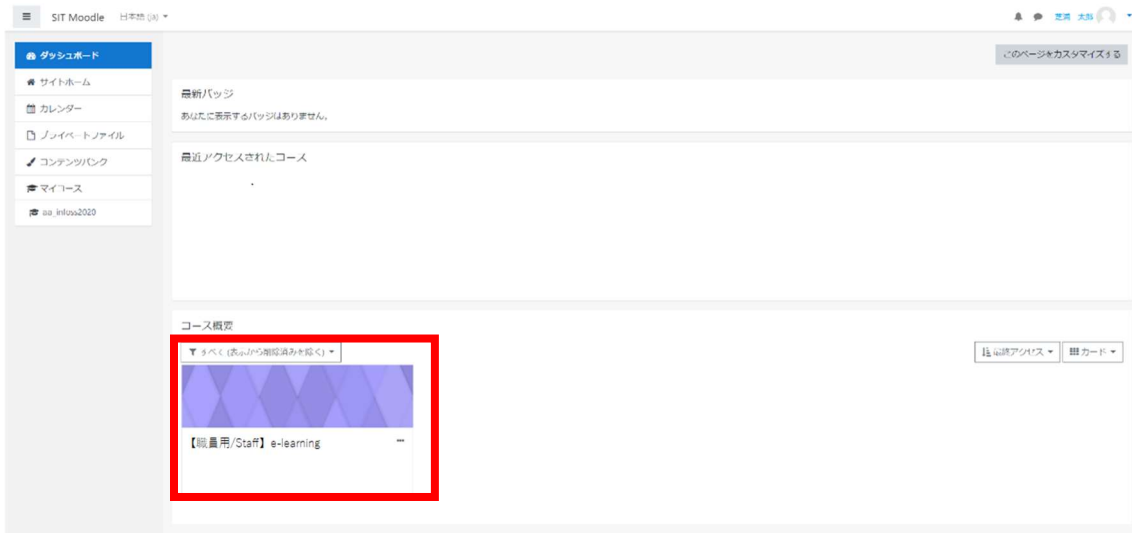 SIT Moodle 日本語 (ja)
芝浦 太郎
ダッシュボード
このページをカスタマイズする
サイトホーム
カレンダー
プライベートファイル
コンテンツバンク
マイコース
aa_infoss2020
最新バッジ
あなたに表示するバッジはありません。
最近アクセスされたコース
コース概要
すべて (表示から削除済みを除く)
最終アクセス
カード
【職員用/Staff】e-learning